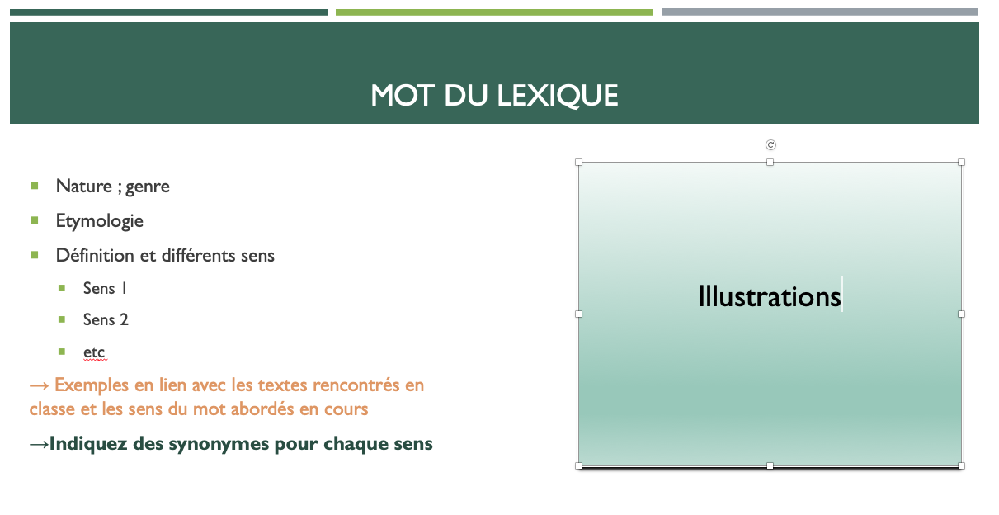 MOT DU LEXIQUE
Nature ; genre
Etymologie
Définition et différents sens
Sens 1
Sens 2
etc
→ Exemples en lien avec les textes rencontrés en
classe et les sens du mot abordés en cours
→Indiquez des synonymes pour chaque sens
Illustrations